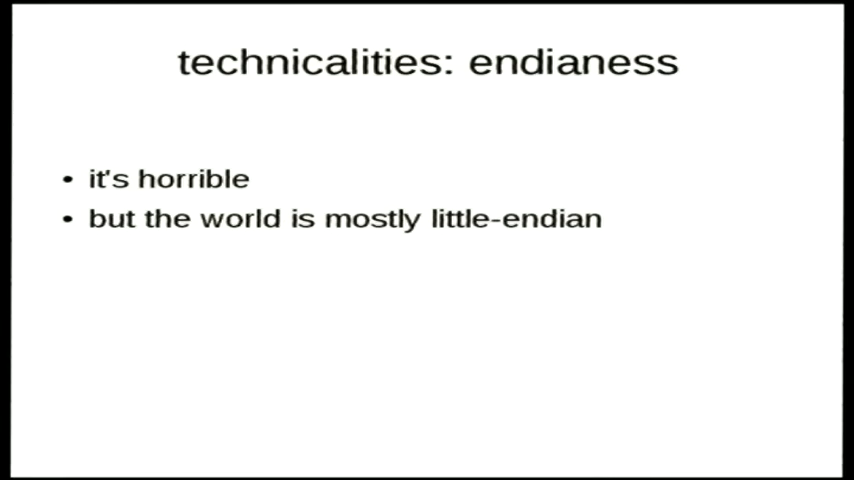 technicalities: endianess
• it's horrible
• but the world is mostly little-endian